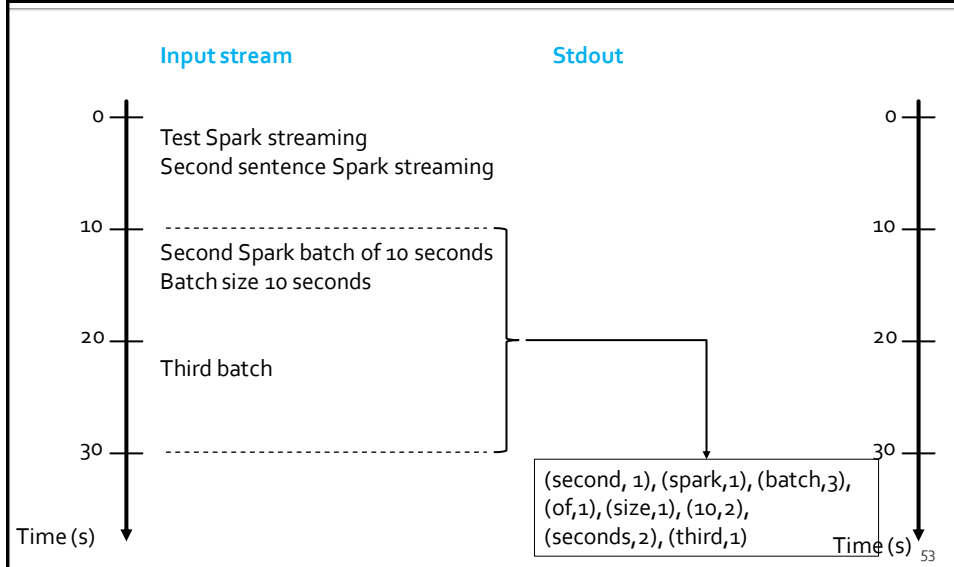 Input stream
Stdout
0
0
Test Spark streaming
Second sentence Spark streaming
10
10
Second Spark batch of 10 seconds
Batch size 10 seconds
20
20
Third batch
30
30
(second, 1), (spark,1), (batch,3),
(of,1), (size,1), (10,2),
(seconds,2), (third,1)
Time (s)
Time (s)
53